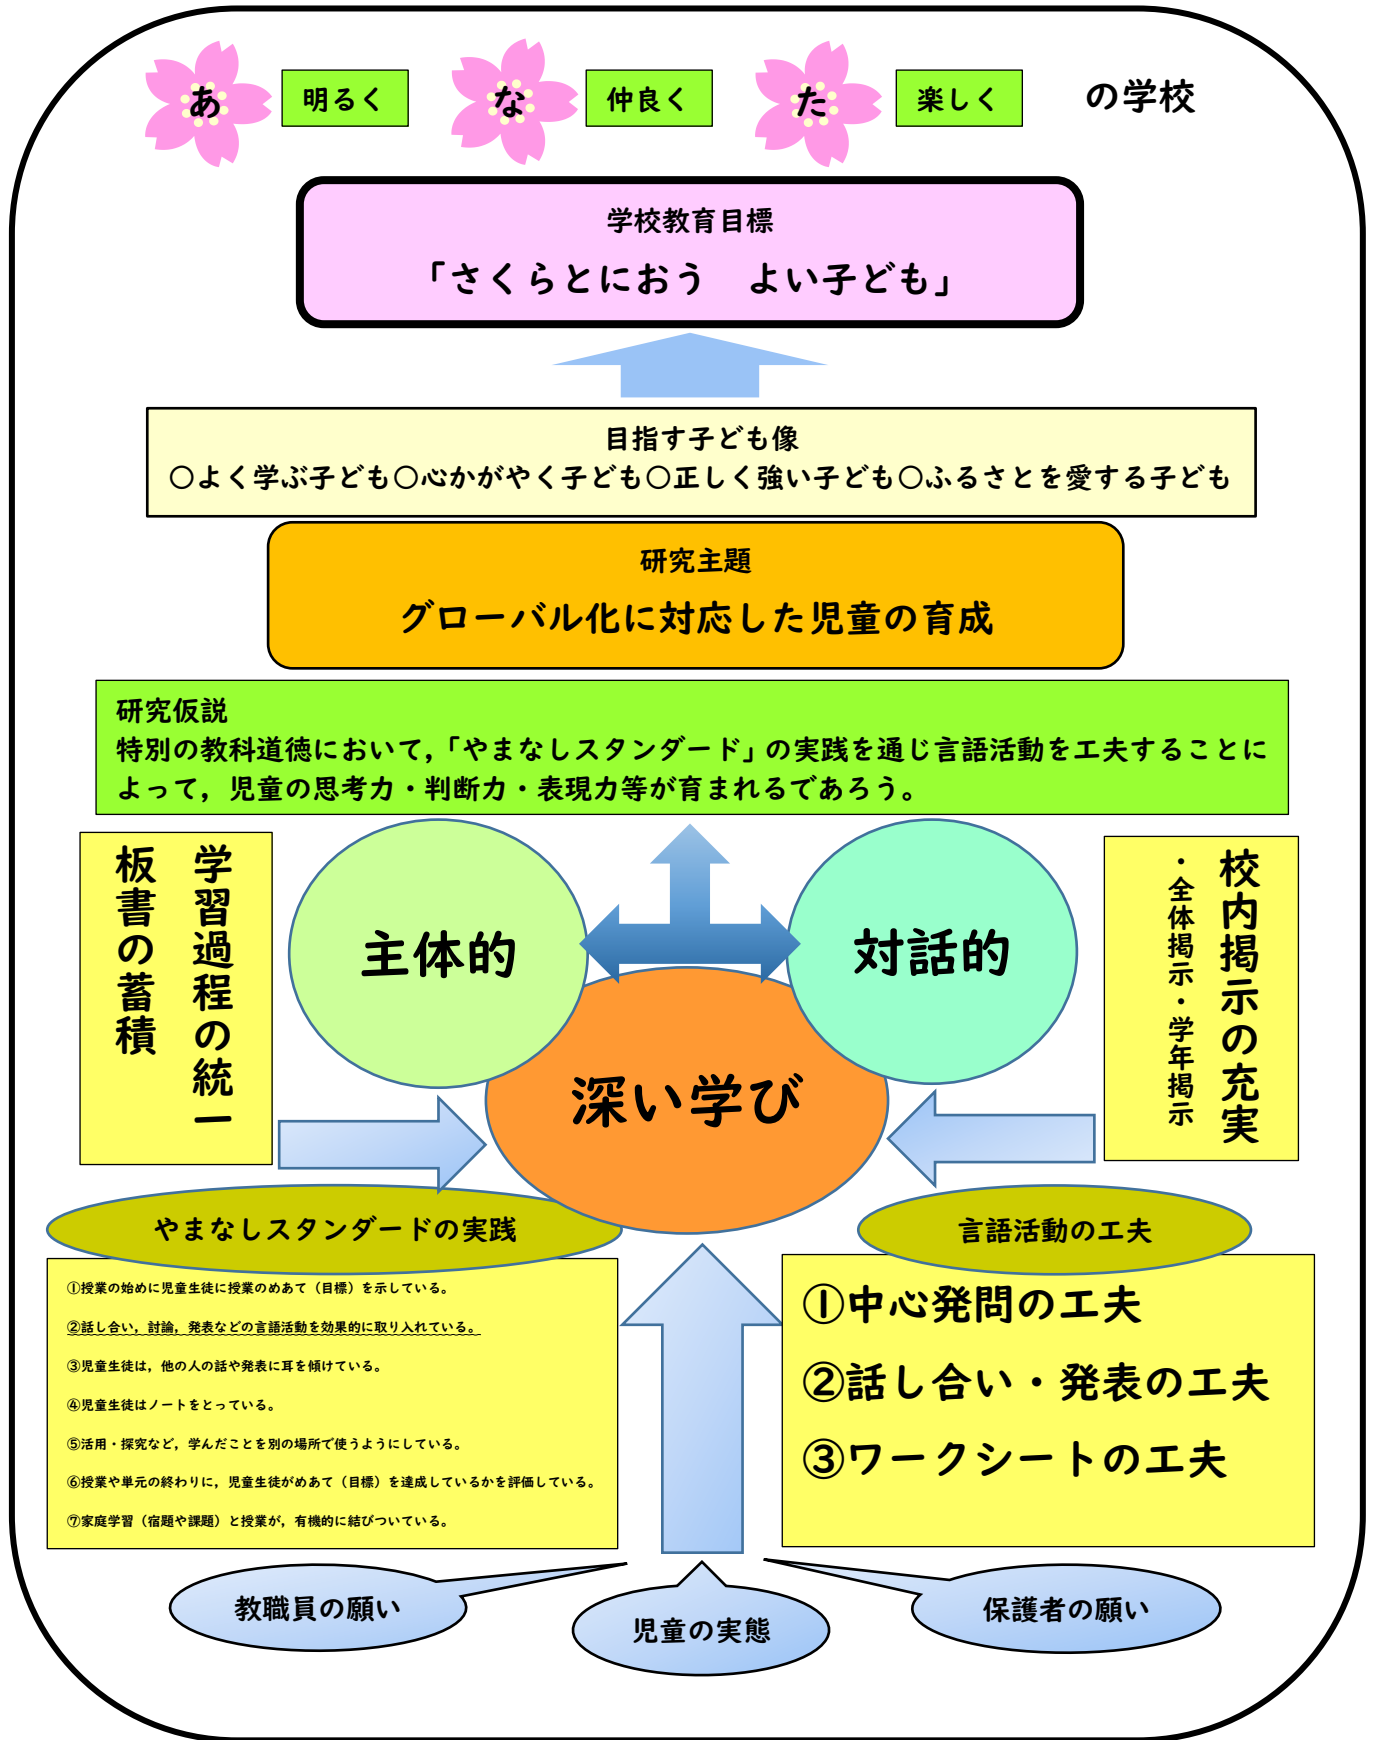 あ 明るく な 仲良く た 楽しく の学校
学校教育目標
「さくらとにおう　よい子ども」
目指す子ども像
○よく学ぶ子ども○心かがやく子ども○正しく強い子ども○ふるさとを愛する子ども
研究主題
グローバル化に対応した児童の育成
研究仮説
特別の教科道徳において，「やまなしスタンダード」の実践を通じ言語活動を工夫することに
よって，児童の思考力・判断力・表現力等が育まれるであろう。
学習過程の統一
板書の蓄積
主体的
対話的
深い学び
校内掲示の充実
・全体掲示・学年掲示
やまなしスタンダードの実践
①授業の始めに児童生徒に授業のめあて（目標）を示している。
②話し合い，討論，発表などの言語活動を効果的に取り入れている。
③児童生徒は，他の人の話や発表に耳を傾けている。
④児童生徒はノートをとっている。
⑤活用・探究など，学んだことを別の場所で使うようにしている。
⑥授業や単元の終わりに，児童生徒がめあて（目標）を達成しているかを評価している。
⑦家庭学習（宿題や課題）と授業が，有機的に結びついている。
言語活動の工夫
①中心発問の工夫
②話し合い・発表の工夫
③ワークシートの工夫
教職員の願い
児童の実態
保護者の願い